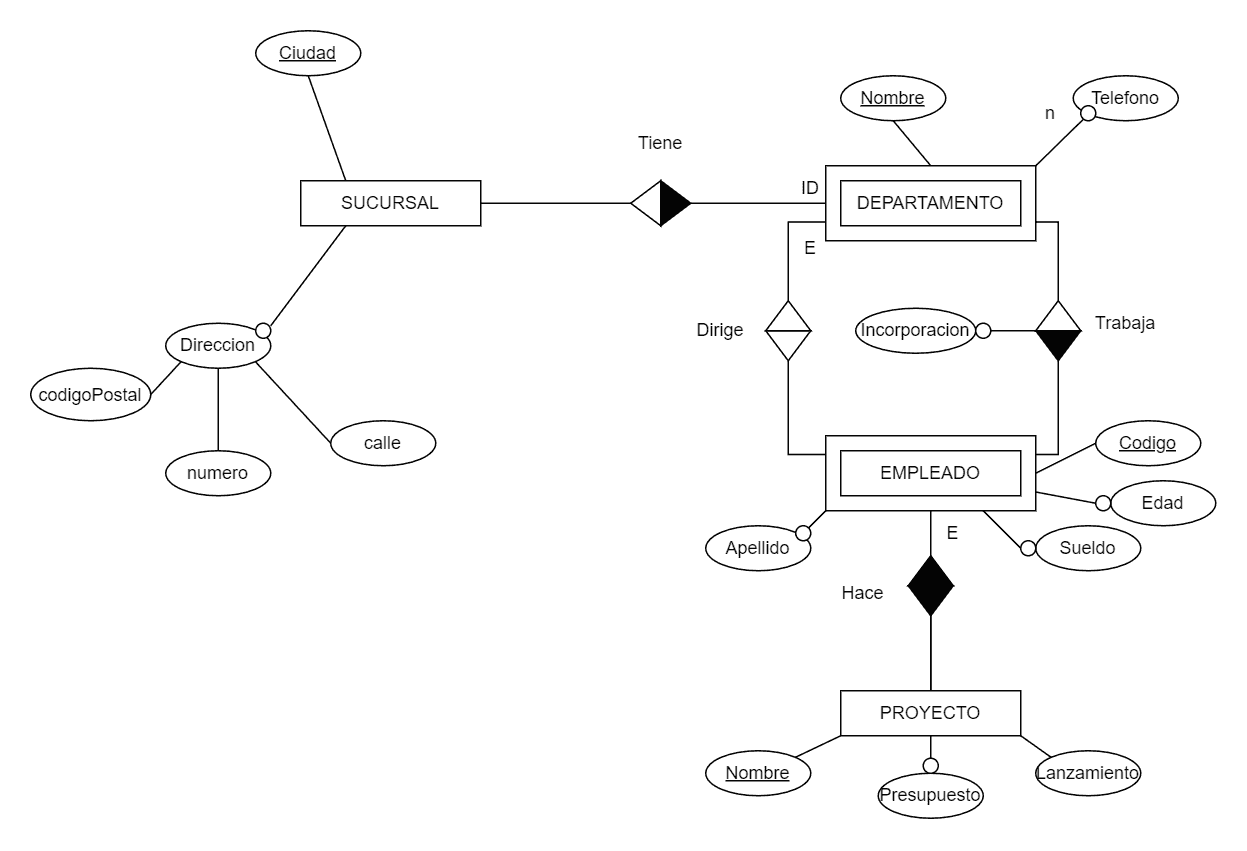 Ciudad
Nombre
Telefono
n
Tiene
ID
SUCURSAL
DEPARTAMENTO
E
Dirige
Incorporacion
Trabaja
Direccion
codigoPostal
calle
numero
Codigo
EMPLEADO
Edad
Apellido
E
Sueldo
Hace
PROYECTO
Nombre
Presupuesto
Lanzamiento